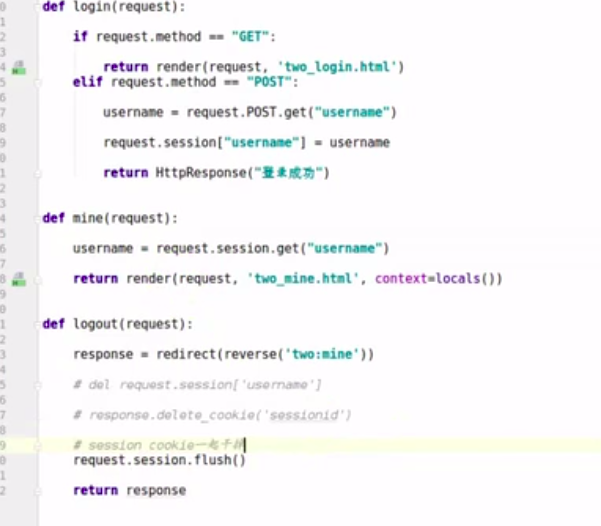 def login(request):
if request.method == "GET":
return render(request, 'two_login.html')
elif request.method == "POST":
username = request.POST.get("username")
request.session["username"] = username
return HttpResponse("登录成功")
def mine(request):
username = request.session.get("username")
return render(request, 'two_mine.html', context=locals())
def logout(request):
response = redirect(reverse('two:mine'))
# del request.session['username']
# response.delete_cookie('sessionid')
# session cookie一起干掉
request.session.flush()
return response